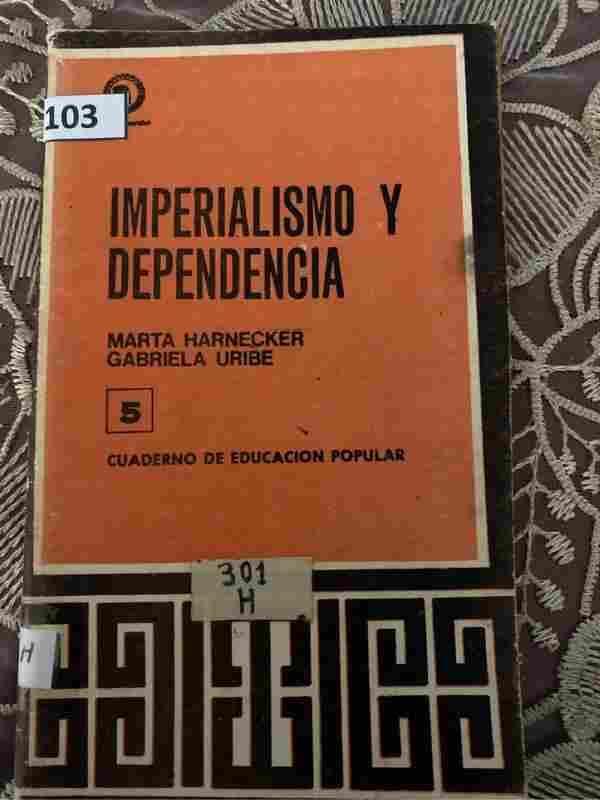 103
IMPERIALISMO Y
DEPENDENCIA
MARTA HARNECKER
GABRIELA URIBE
5
CUADERNO DE EDUCACION POPULAR
301
H
H